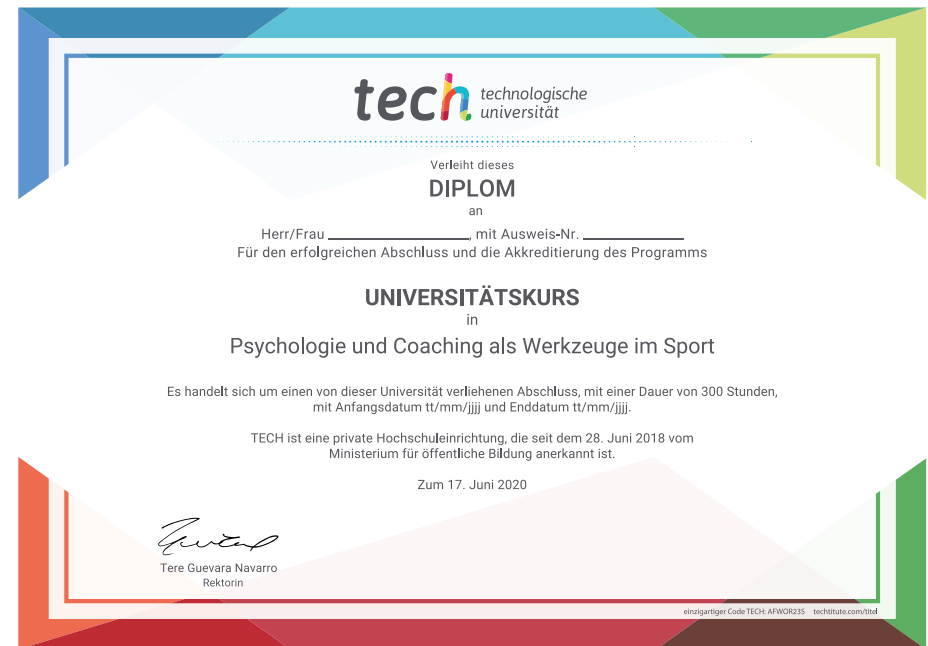 tech technologische
universität
Verleiht dieses
DIPLOM
an
Herr/Frau ________________, mit Ausweis-Nr. ____________
Für den erfolgreichen Abschluss und die Akkreditierung des Programms
UNIVERSITÄTSKURS
in
Psychologie und Coaching als Werkzeuge im Sport
Es handelt sich um einen von dieser Universität verliehenen Abschluss, mit einer Dauer von 300 Stunden,
mit Anfangsdatum tt/mm/jjjj und Enddatum tt/mm/jjjj.
TECH ist eine private Hochschuleinrichtung, die seit dem 28. Juni 2018 vom
Ministerium für öffentliche Bildung anerkannt ist.
Zum 17. Juni 2020
Tere Guevara Navarro
Rektorin
einzigartiger Code TECH: AFWOR23S techtitute.com/titel